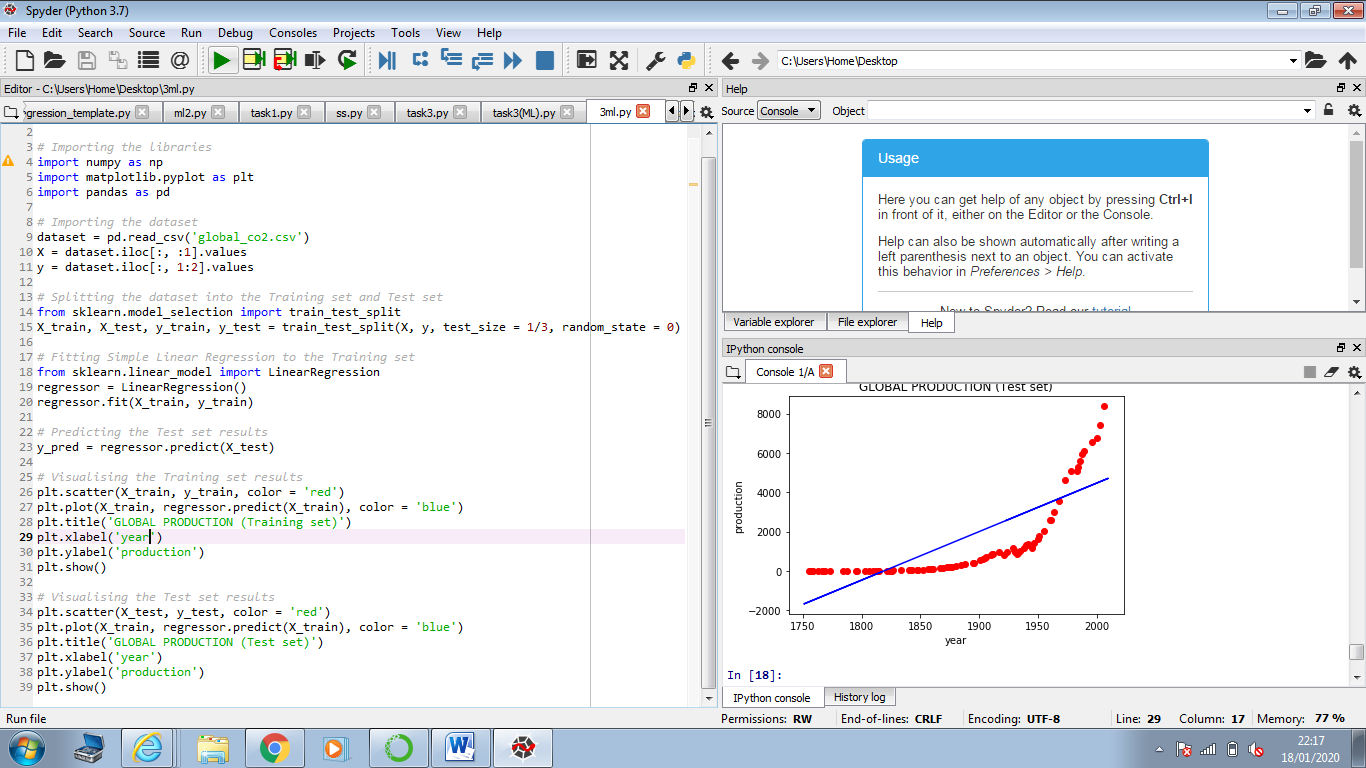 Spyder (Python 3.7)
File Edit Search Source Run Debug Consoles Projects Tools View Help
C:\Users\Home\Desktop
Editor - C:\Users\Home\Desktop\3ml.py
gression_template.py ml2.py task1.py ss.py task3.py task3(ML).py 3ml.py
2
3 # Importing the libraries
4 import numpy as np
5 import matplotlib.pyplot as plt
6 import pandas as pd
7
8 # Importing the dataset
9 dataset = pd.read_csv('global_co2.csv')
10 X = dataset.iloc[:, :1].values
11 y = dataset.iloc[:, 1:2].values
12
13 # Splitting the dataset into the Training set and Test set
14 from sklearn.model_selection import train_test_split
15 X_train, X_test, y_train, y_test = train_test_split(X, y, test_size = 1/3, random_state = 0)
16
17 # Fitting Simple Linear Regression to the Training set
18 from sklearn.linear_model import LinearRegression
19 regressor = LinearRegression()
20 regressor.fit(X_train, y_train)
21
22 # Predicting the Test set results
23 y_pred = regressor.predict(X_test)
24
25 # Visualising the Training set results
26 plt.scatter(X_train, y_train, color = 'red')
27 plt.plot(X_train, regressor.predict(X_train), color = 'blue')
28 plt.title('GLOBAL PRODUCTION (Training set)')
29 plt.xlabel('year')
30 plt.ylabel('production')
31 plt.show()
32
33 # Visualising the Test set results
34 plt.scatter(X_test, y_test, color = 'red')
35 plt.plot(X_train, regressor.predict(X_train), color = 'blue')
36 plt.title('GLOBAL PRODUCTION (Test set)')
37 plt.xlabel('year')
38 plt.ylabel('production')
39 plt.show()
Help
Source Console Object
Usage
Here you can get help of any object by pressing Ctrl+I
in front of it, either on the Editor or the Console.
Help can also be shown automatically after writing a
left parenthesis next to an object. You can activate
this behavior in Preferences > Help.
New to Spyder? Read our tutorial
Variable explorer File explorer Help
IPython console
Console 1/A
GLOBAL PRODUCTION (Test set)
8000
6000
4000
2000
0
−2000
production
1750 1800 1850 1900 1950 2000
year
In [18]:
IPython console History log
Run file
Permissions: RW End-of-lines: CRLF Encoding: UTF-8 Line: 29 Column: 17 Memory: 77 %
22:17
18/01/2020